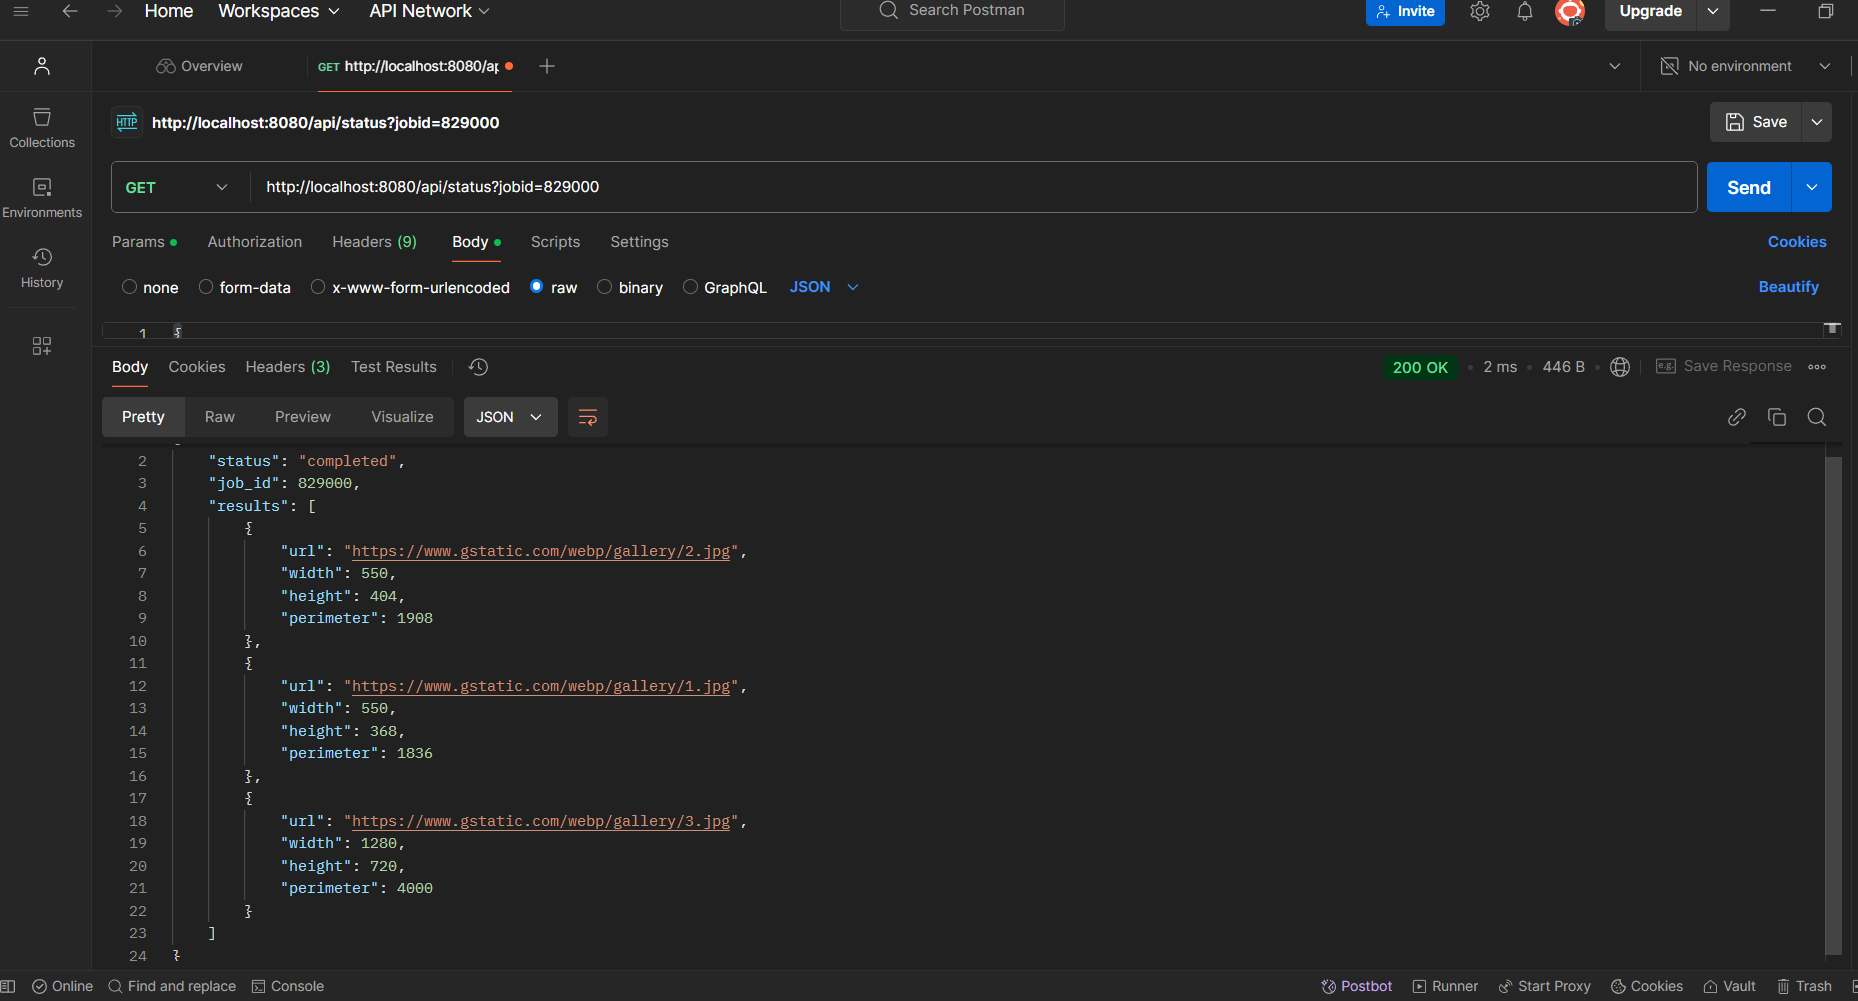 Home Workspaces API Network Search Postman Invite Upgrade
Overview GET http://localhost:8080/ap No environment
HTTP http://localhost:8080/api/status?jobid=829000 Save
Collections
GET http://localhost:8080/api/status?jobid=829000 Send
Environments
Params Authorization Headers (9) Body Scripts Settings Cookies
History
none form-data x-www-form-urlencoded raw binary GraphQL JSON Beautify
1 {
Body Cookies Headers (3) Test Results 200 OK 2 ms 446 B e.g. Save Response
Pretty Raw Preview Visualize JSON
2 "status": "completed",
3 "job_id": 829000,
4 "results": [
5 {
6 "url": "https://www.gstatic.com/webp/gallery/2.jpg",
7 "width": 550,
8 "height": 404,
9 "perimeter": 1908
10 },
11 {
12 "url": "https://www.gstatic.com/webp/gallery/1.jpg",
13 "width": 550,
14 "height": 368,
15 "perimeter": 1836
16 },
17 {
18 "url": "https://www.gstatic.com/webp/gallery/3.jpg",
19 "width": 1280,
20 "height": 720,
21 "perimeter": 4000
22 }
23 ]
24 }
Online Find and replace Console Postbot Runner Start Proxy Cookies Vault Trash